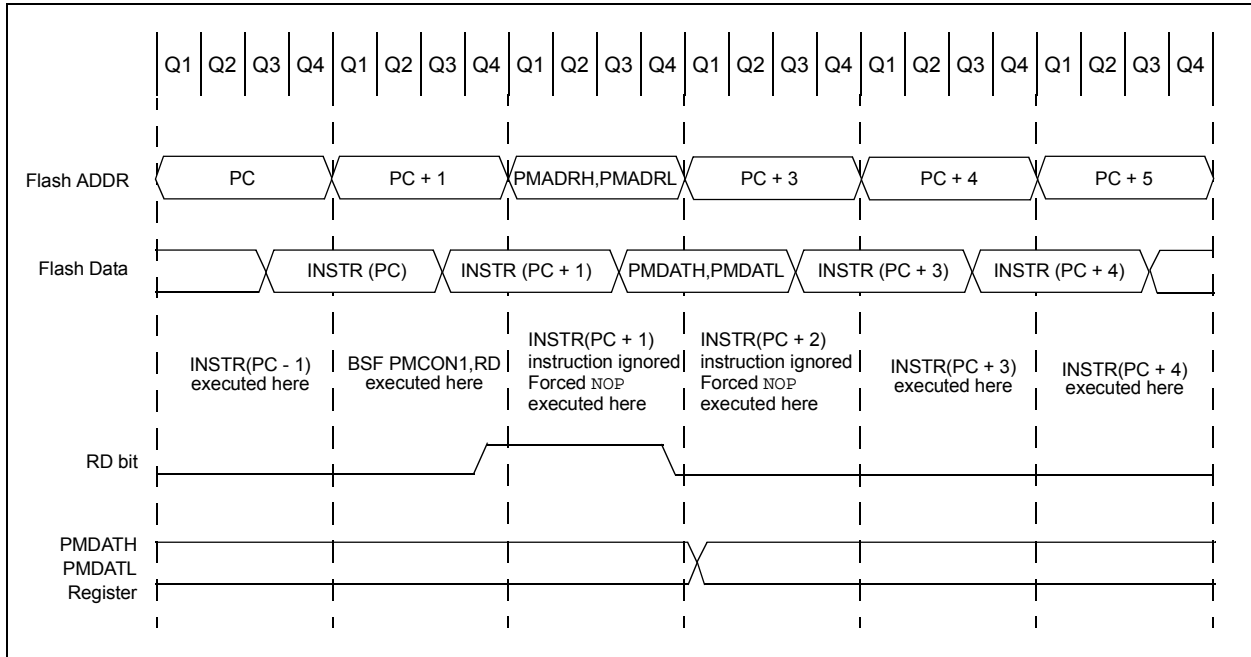 Q1 Q2 Q3 Q4 Q1 Q2 Q3 Q4 Q1 Q2 Q3 Q4 Q1 Q2 Q3 Q4 Q1 Q2 Q3 Q4 Q1 Q2 Q3 Q4
Flash ADDR PC PC + 1 PMADRH,PMADRL PC + 3 PC + 4 PC + 5
Flash Data INSTR (PC) INSTR (PC + 1) PMDATH,PMDATL INSTR (PC + 3) INSTR (PC + 4)
INSTR(PC - 1)
executed here
BSF PMCON1,RD
executed here
INSTR(PC + 1)
instruction ignored
Forced NOP
executed here
INSTR(PC + 2)
instruction ignored
Forced NOP
executed here
INSTR(PC + 3)
executed here
INSTR(PC + 4)
executed here
RD bit
PMDATH
PMDATL
Register